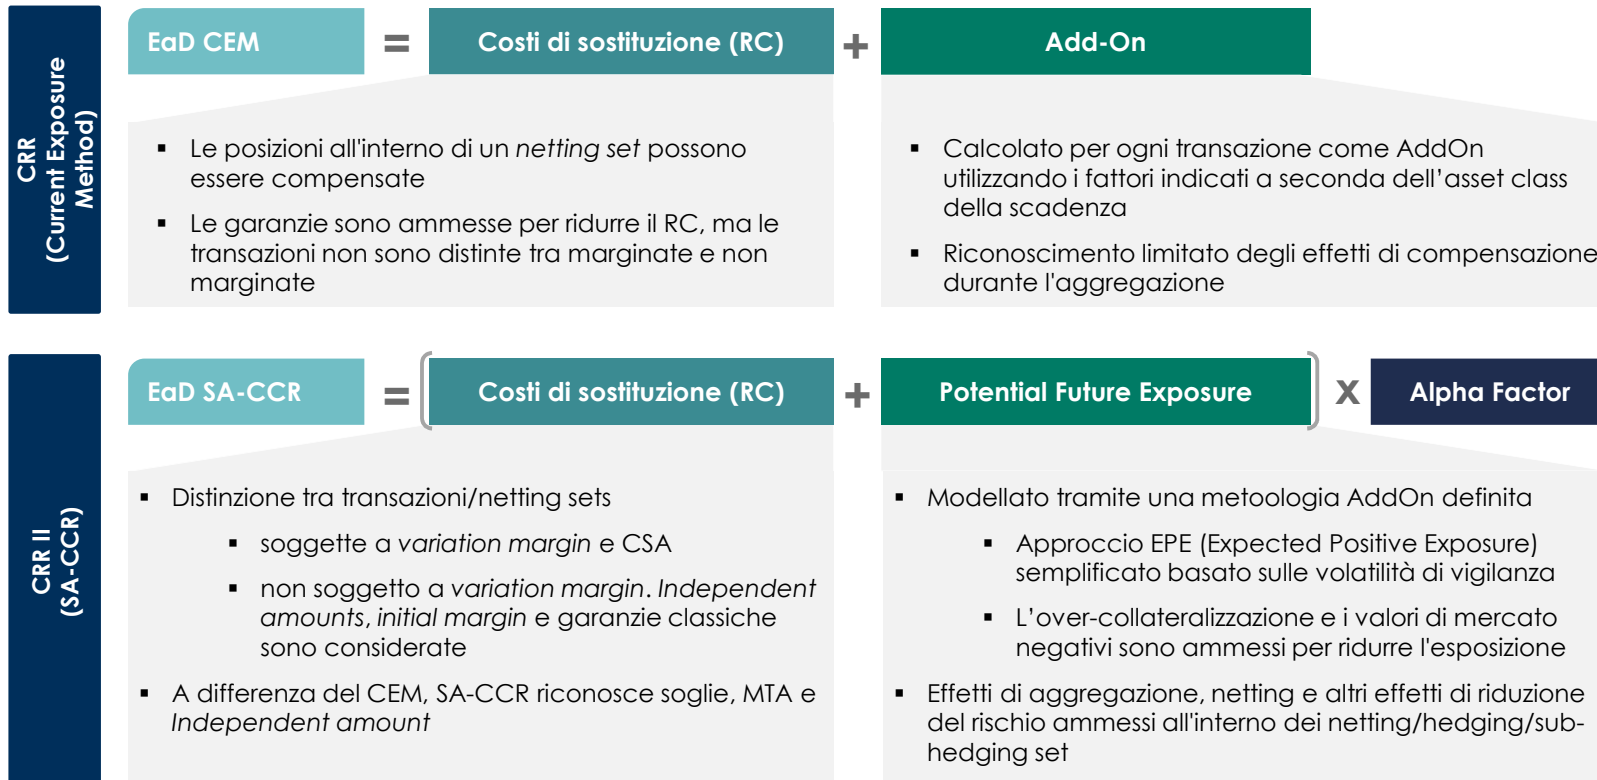 CRR
(Current Exposure
Method)
EaD CEM
=
Costi di sostituzione (RC)
+
Add-On
▪ Le posizioni all'interno di un netting set possono
essere compensate
▪ Le garanzie sono ammesse per ridurre il RC, ma le
transazioni non sono distinte tra marginate e non
marginate
▪ Calcolato per ogni transazione come AddOn
utilizzando i fattori indicati a seconda dell’asset class
della scadenza
▪ Riconoscimento limitato degli effetti di compensazione
durante l'aggregazione
CRR II
(SA-CCR)
EaD SA-CCR
=
Costi di sostituzione (RC)
+
Potential Future Exposure
x
Alpha Factor
▪ Distinzione tra transazioni/netting sets
▪ soggette a variation margin e CSA
▪ non soggetto a variation margin. Independent
amounts, initial margin e garanzie classiche
sono considerate
▪ A differenza del CEM, SA-CCR riconosce soglie, MTA e
Independent amount
▪ Modellato tramite una metoologia AddOn definita
▪ Approccio EPE (Expected Positive Exposure)
semplificato basato sulle volatilità di vigilanza
▪ L’over-collateralizzazione e i valori di mercato
negativi sono ammessi per ridurre l'esposizione
▪ Effetti di aggregazione, netting e altri effetti di riduzione
del rischio ammessi all'interno dei netting/hedging/sub-
hedging set